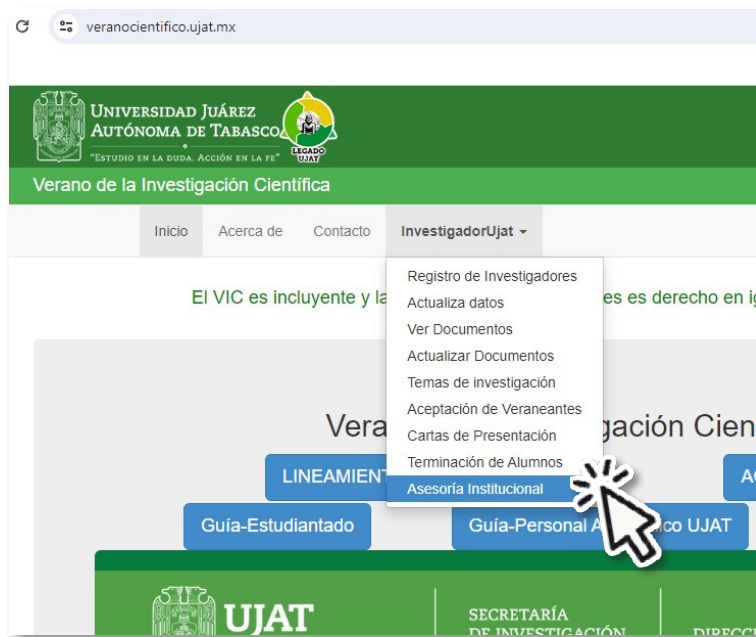 veranocientifico.ujat.mx
UNIVERSIDAD JUÁREZ
AUTÓNOMA DE TABASCO
"ESTUDIO EN LA DUDA. ACCIÓN EN LA FE"
LEGADO
UJAT
Verano de la Investigación Científica
Inicio Acerca de Contacto InvestigadorUjat
Registro de Investigadores
El VIC es incluyente y la es es derecho en
Actualiza datos
Ver Documentos
Actualizar Documentos
Temas de investigación
Aceptación de Veraneantes
Cartas de Presentación
Terminación de Alumnos
Asesoría Institucional
Vera gación Cien
LINEAMIEN
Guía-Estudiantado Guía-Personal A co UJAT
UJAT
SECRETARÍA
DE INVESTIGACIÓN
DIRECC